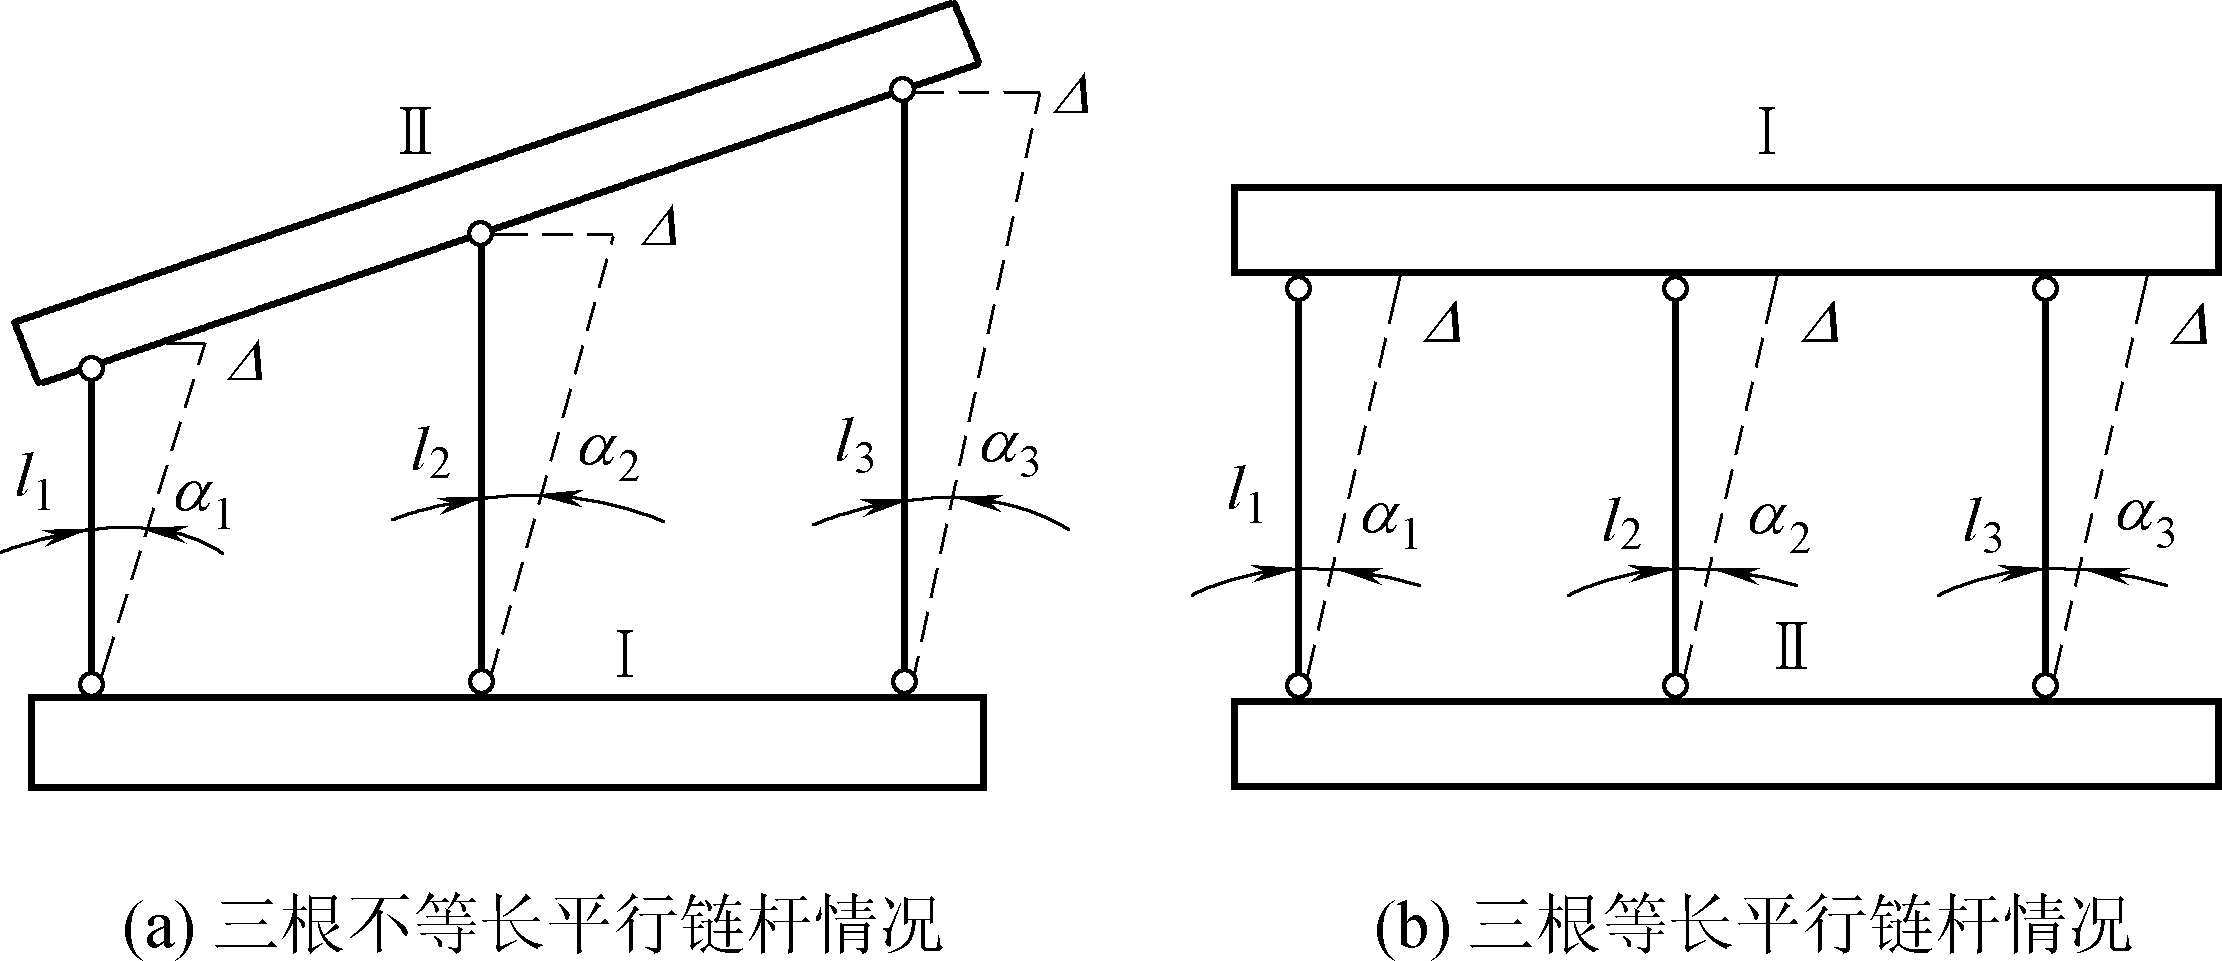 Ⅱ
Δ
Δ
Δ
l1
α1
l2
α2
l3
α3
Ⅰ
(a) 三根不等长平行链杆情况
Ⅰ
Δ
Δ
Δ
l1
α1
l2
α2
l3
α3
Ⅱ
(b) 三根等长平行链杆情况